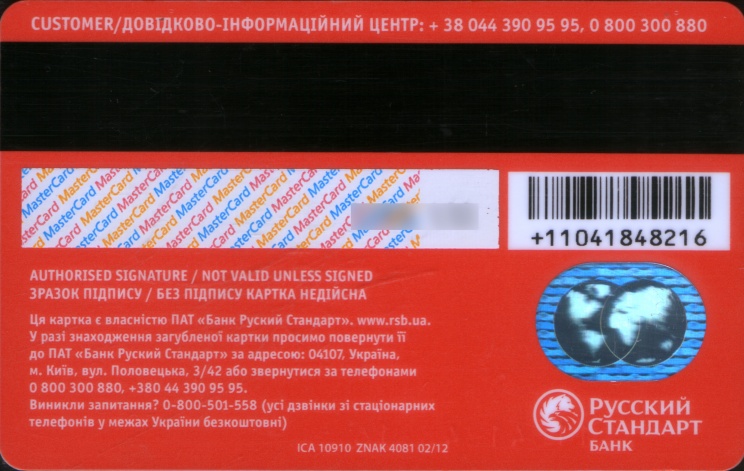 CUSTOMER/ДОВІДКОВО-ІНФОРМАЦІЙНИЙ ЦЕНТР: + 38 044 390 95 95, 0 800 300 880
MasterCard MasterCard MasterCard MasterCard
+11041848216
AUTHORISED SIGNATURE / NOT VALID UNLESS SIGNED
ЗРАЗОК ПІДПИСУ / БЕЗ ПІДПИСУ КАРТКА НЕДІЙСНА
Ця картка є власністю ПАТ «Банк Руский Стандарт». www.rsb.ua.
У разі знаходження загубленої картки просимо повернути її
до ПАТ «Банк Руский Стандарт» за адресою: 04107, Україна,
м. Київ, вул. Половецька, 3/42 або звернутися за телефонами
0 800 300 880, +380 44 390 95 95.
Виникли запитання? 0-800-501-558 (усі дзвінки зі стаціонарних
телефонів у межах України безкоштовні)
РУССКИЙ
СТАНДАРТ
БАНК
ICA 10910 ZNAK 4081 02/12